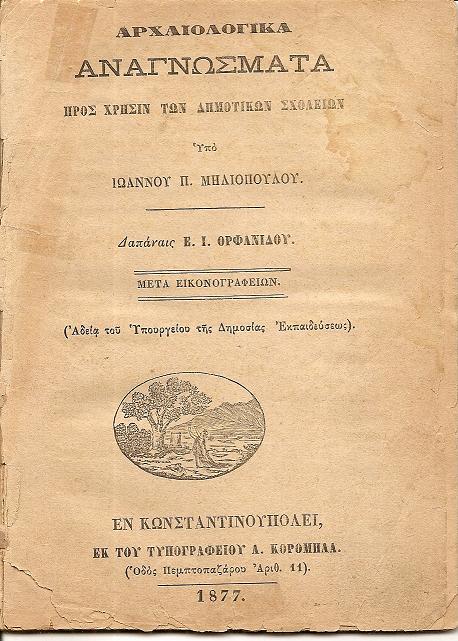 ΑΡΧΑΙΟΛΟΓΙΚΑ
ΑΝΑΓΝΩΣΜΑΤΑ
ΠΡΟΣ ΧΡΗΣΙΝ ΤΩΝ ΔΗΜΟΤΙΚΩΝ ΣΧΟΛΕΙΩΝ
Ὑπὸ
ΙΩΑΝΝΟΥ Π. ΜΗΛΙΟΠΟΥΛΟΥ.
Δαπάναις Ε. Ι. ΟΡΦΑΝΙΔΟΥ.
ΜΕΤΑ ΕΙΚΟΝΟΓΡΑΦΕΙΩΝ.
(Ἀδείᾳ τοῦ Ὑπουργείου τῆς Δημοσίας Ἐκπαιδεύσεως).
ΕΝ ΚΩΝΣΤΑΝΤΙΝΟΥΠΟΛΕΙ,
ΕΚ ΤΟΥ ΤΥΠΟΓΡΑΦΕΙΟΥ Α. ΚΟΡΟΜΗΛΑ.
(Ὁδὸς Πεμπτοπαζάρου Ἀριθ. 11).
1877.